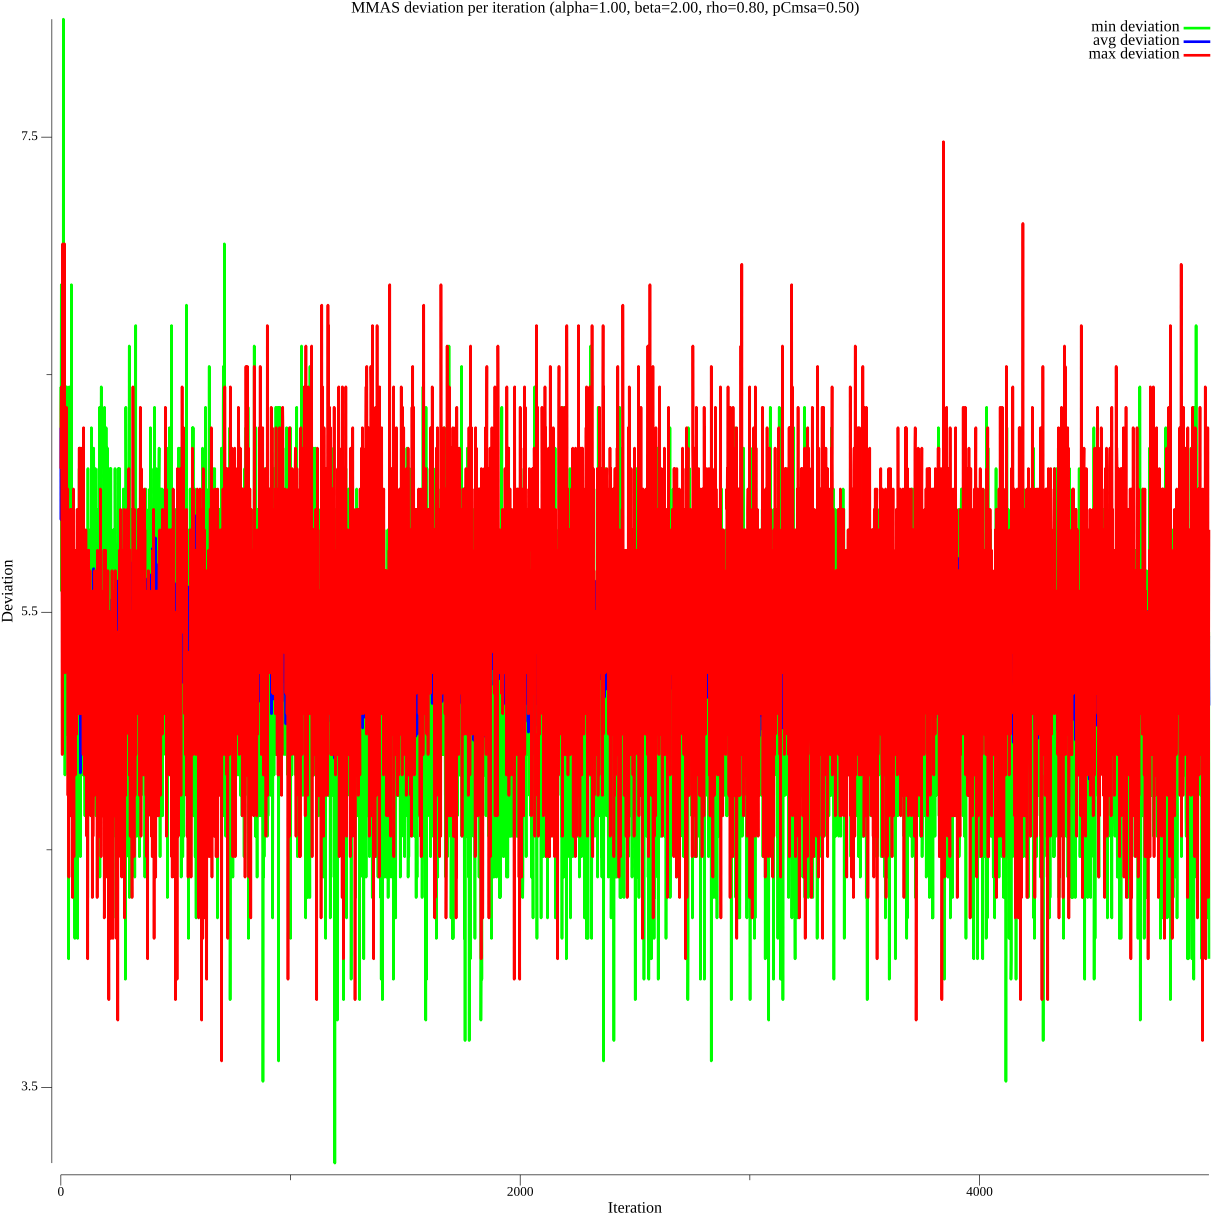 MMAS deviation per iteration (alpha=1.00, beta=2.00, rho=0.80, pCmsa=0.50)
min deviation
avg deviation
max deviation
7.5
5.5
3.5
Deviation
0
2000
4000
Iteration